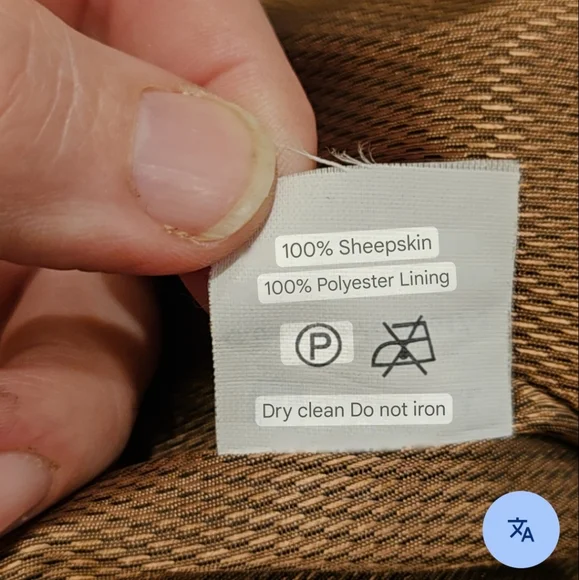 100% Sheepskin
100% Polyester Lining
P
Dry clean Do not iron